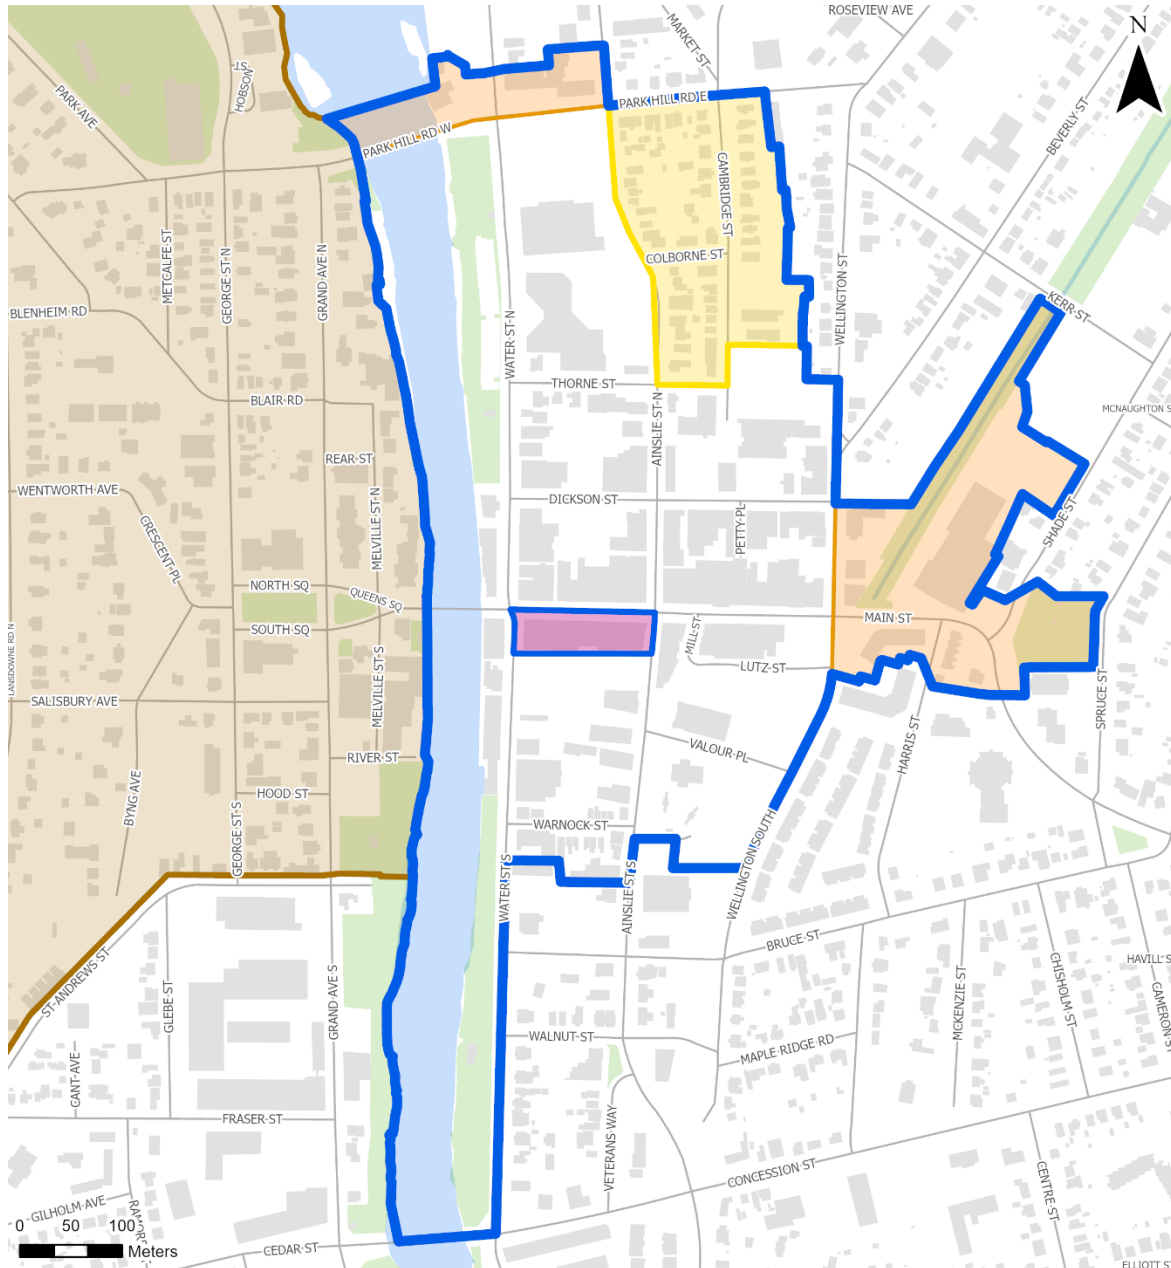 ROSEVIEW AVE
MARKET ST
N
HOBSON
ST
PARK AVE
PARK HILL RD E
BEVERLY ST
PARK HILL RD W
CAMBRIDGE ST
METCALFE ST
GEORGE ST N
GRAND AVE N
COLBORNE ST
WELLINGTON ST
KERR ST
BLENHEIM RD
WATER ST N
THORNE ST
BLAIR RD
AINSLIE ST N
MCNAUGHTON S
REAR ST
WENTWORTH AVE
DICKSON ST
CRESCENT PL
MELVILLE ST N
PETTY PL
SHADE ST
NORTH SQ
QUEENS SQ
MAIN ST
SOUTH SQ
MILL ST
LANSDOWNE RD N
LUTZ ST
SALISBURY AVE
MELVILLE ST S
SPRUCE ST
HARRIS ST
VALOUR PL
RIVER ST
BYNG AVE
HOOD ST
GEORGE ST S
WARNOCK ST
WELLINGTON SOUTH
WATER ST S
AINSLIE ST S
BRUCE ST
ST ANDREWS ST
GLEBE ST
GRAND AVE S
MCKENZIE ST
CHISHOLM ST
HAVILL S
CAMERON ST
WALNUT ST
MAPLE RIDGE RD
CANT AVE
FRASER ST
VETERANS WAY
CONCESSION ST
CENTRE ST
GILHOLM AVE
0 50 100
Meters
CEDAR ST
ELLIOTT S